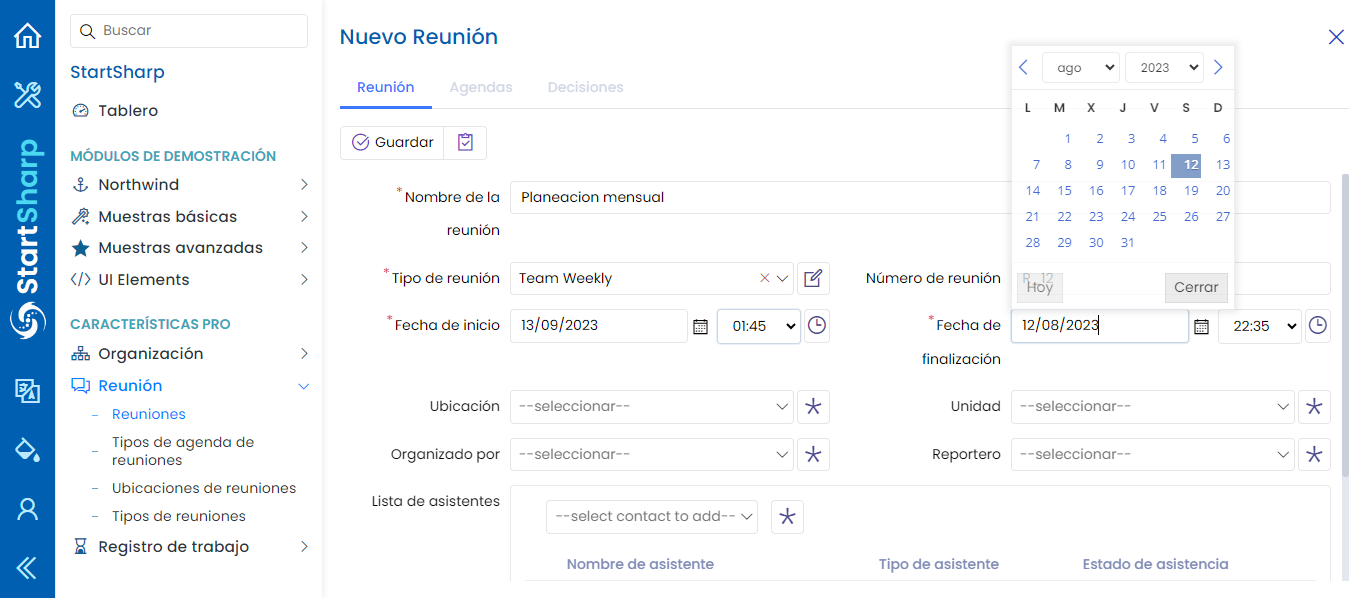 Buscar
StartSharp
Tablero
MÓDULOS DE DEMOSTRACIÓN
Northwind
Muestras básicas
Muestras avanzadas
UI Elements
CARACTERÍSTICAS PRO
Organización
Reunión
Reuniones
Tipos de agenda de
reuniones
Ubicaciones de reuniones
Tipos de reuniones
Registro de trabajo
StartSharp
Nuevo Reunión
Reunión Agendas Decisiones
Guardar
*Nombre de la
reunión
Planeacion mensual
*Tipo de reunión Team Weekly
Número de reunión
R_12
*Fecha de inicio 13/09/2023 01:45
*Fecha de
finalización
12/08/2023 22:35
Ubicación --seleccionar--
Unidad --seleccionar--
Organizado por --seleccionar--
Reportero --seleccionar--
Lista de asistentes
--select contact to add--
Nombre de asistente Tipo de asistente Estado de asistencia
ago 2023
L M X J V S D
1 2 3 4 5 6
7 8 9 10 11 12 13
14 15 16 17 18 19 20
21 22 23 24 25 26 27
28 29 30 31
Hoy Cerrar